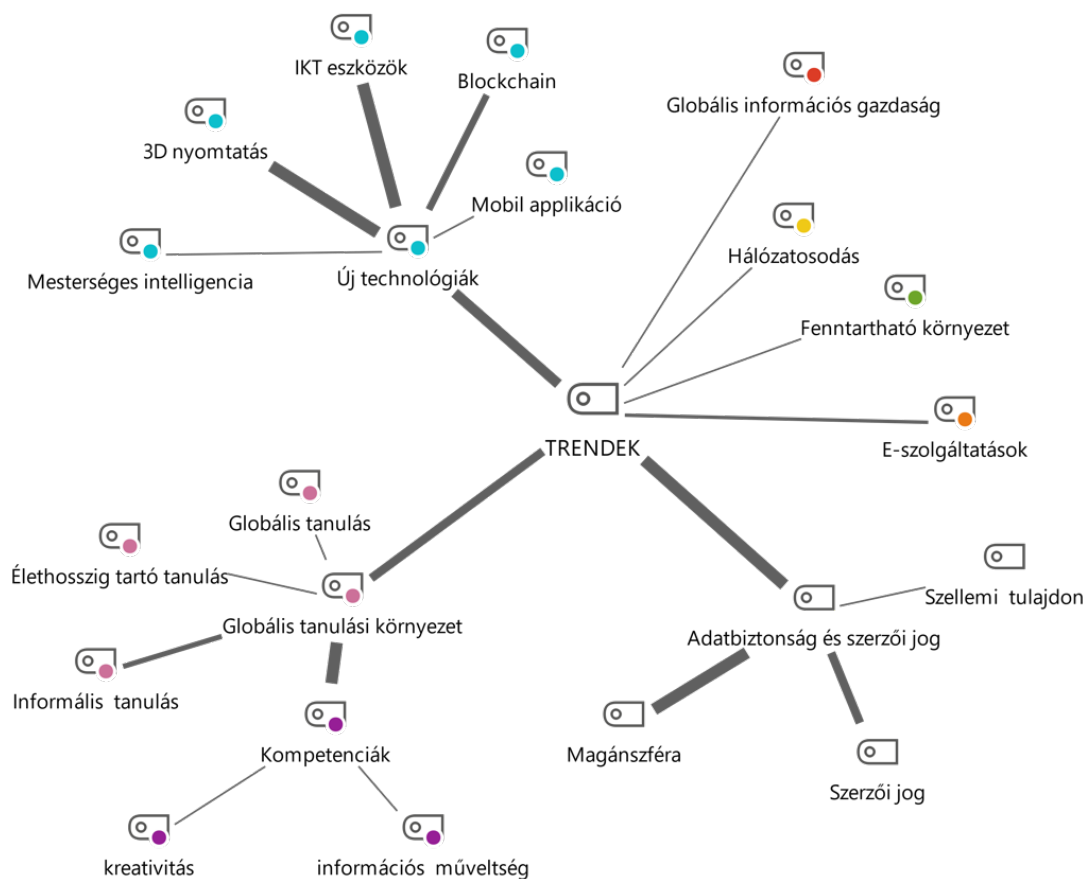 IKT eszközök
Blockchain
Globális információs gazdaság
3D nyomtatás
Mobil applikáció
Hálózatosodás
Mesterséges intelligencia
Új technológiák
Fenntartható környezet
TRENDEK
E-szolgáltatások
Globális tanulás
Élethosszig tartó tanulás
Szellemi tulajdon
Globális tanulási környezet
Adatbiztonság és szerzői jog
Informális tanulás
Kompetenciák
Magánszféra
Szerzői jog
kreativitás
információs műveltség